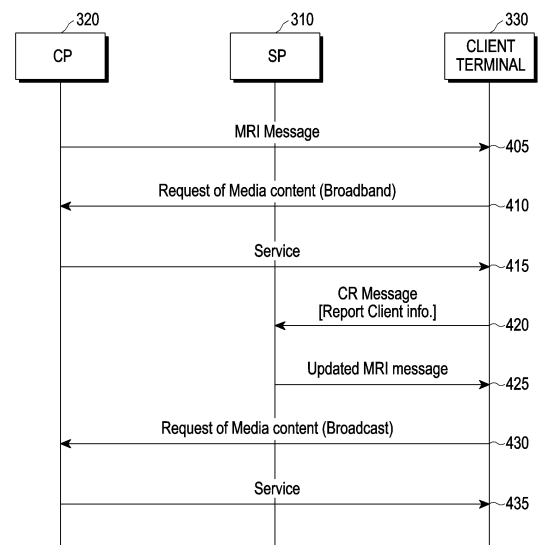 320
310
330
CP
SP
CLIENT
TERMINAL
MRI Message
405
Request of Media content (Broadband)
410
Service
415
CR Message
[Report Client info.]
420
Updated MRI message
425
Request of Media content (Broadcast)
430
Service
435